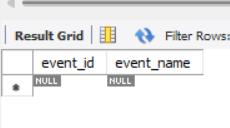 Result Grid Filter Rows:
event_id event_name
NULL NULL